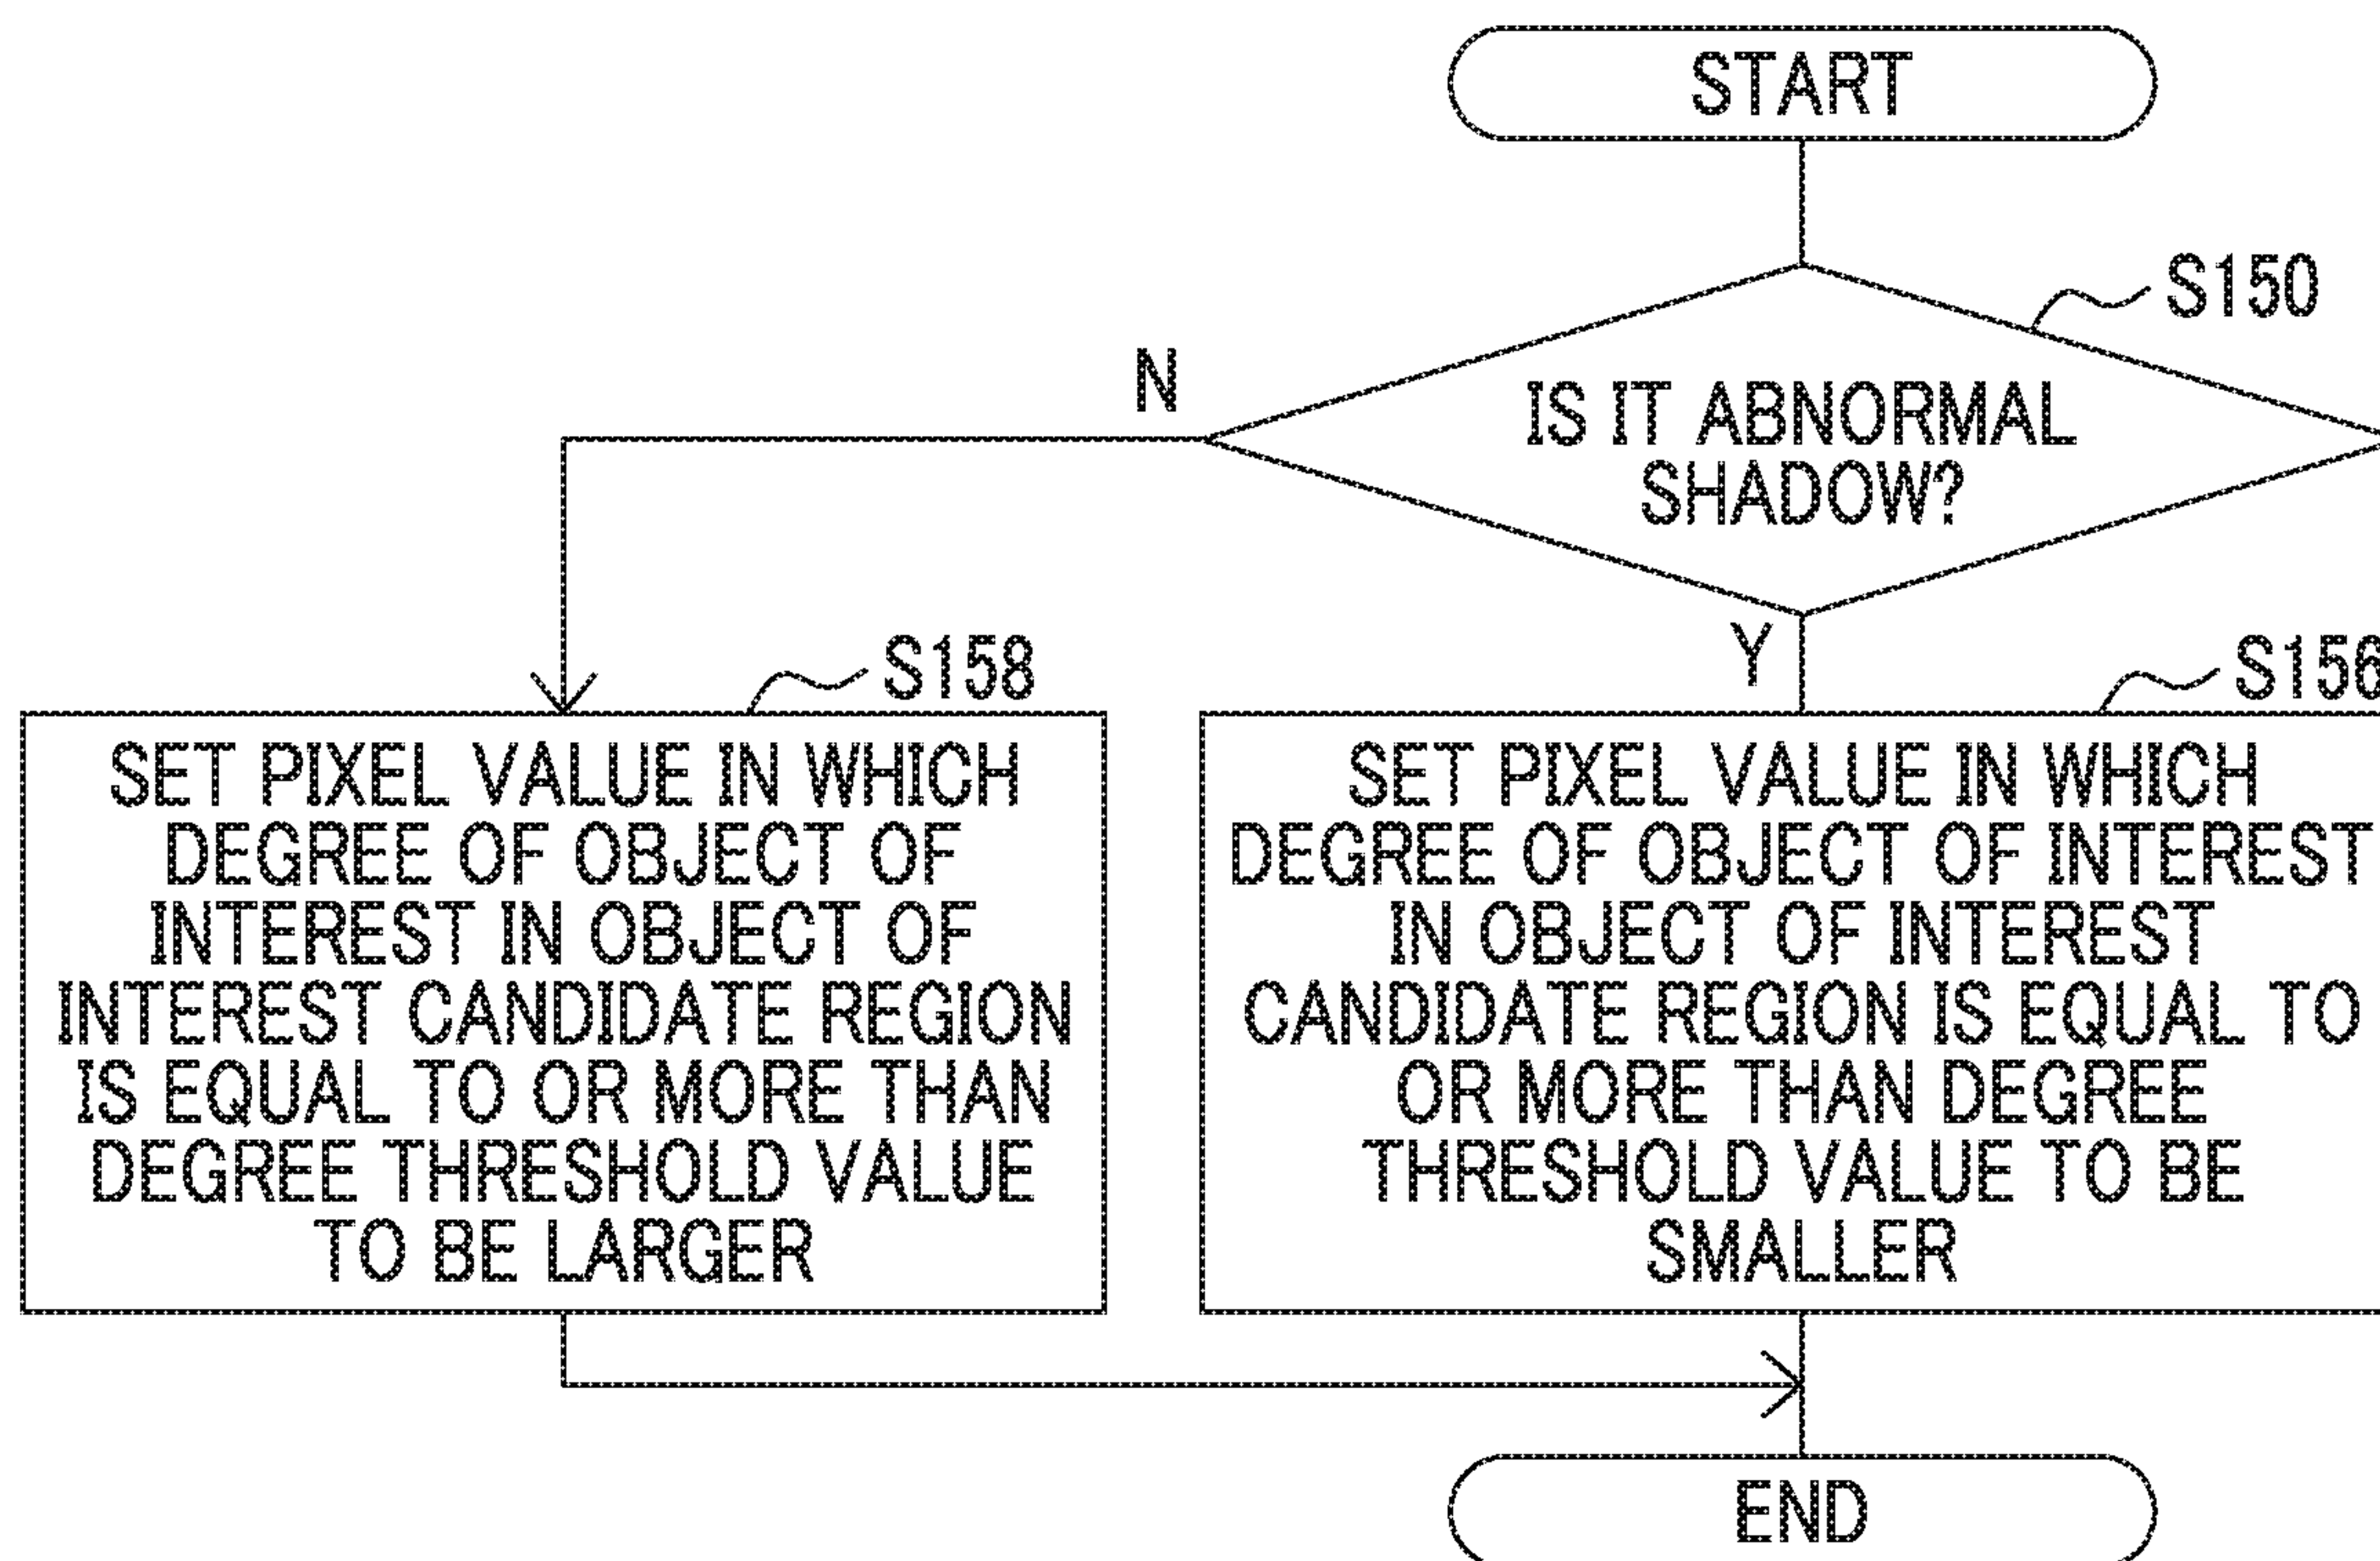 START
S150
N
IS IT ABNORMAL
SHADOW?
Y
S158
SET PIXEL VALUE IN WHICH
DEGREE OF OBJECT OF
INTEREST IN OBJECT OF
INTEREST CANDIDATE REGION
IS EQUAL TO OR MORE THAN
DEGREE THRESHOLD VALUE
TO BE LARGER
S156
SET PIXEL VALUE IN WHICH
DEGREE OF OBJECT OF INTEREST
IN OBJECT OF INTEREST
CANDIDATE REGION IS EQUAL TO
OR MORE THAN DEGREE
THRESHOLD VALUE TO BE
SMALLER
END